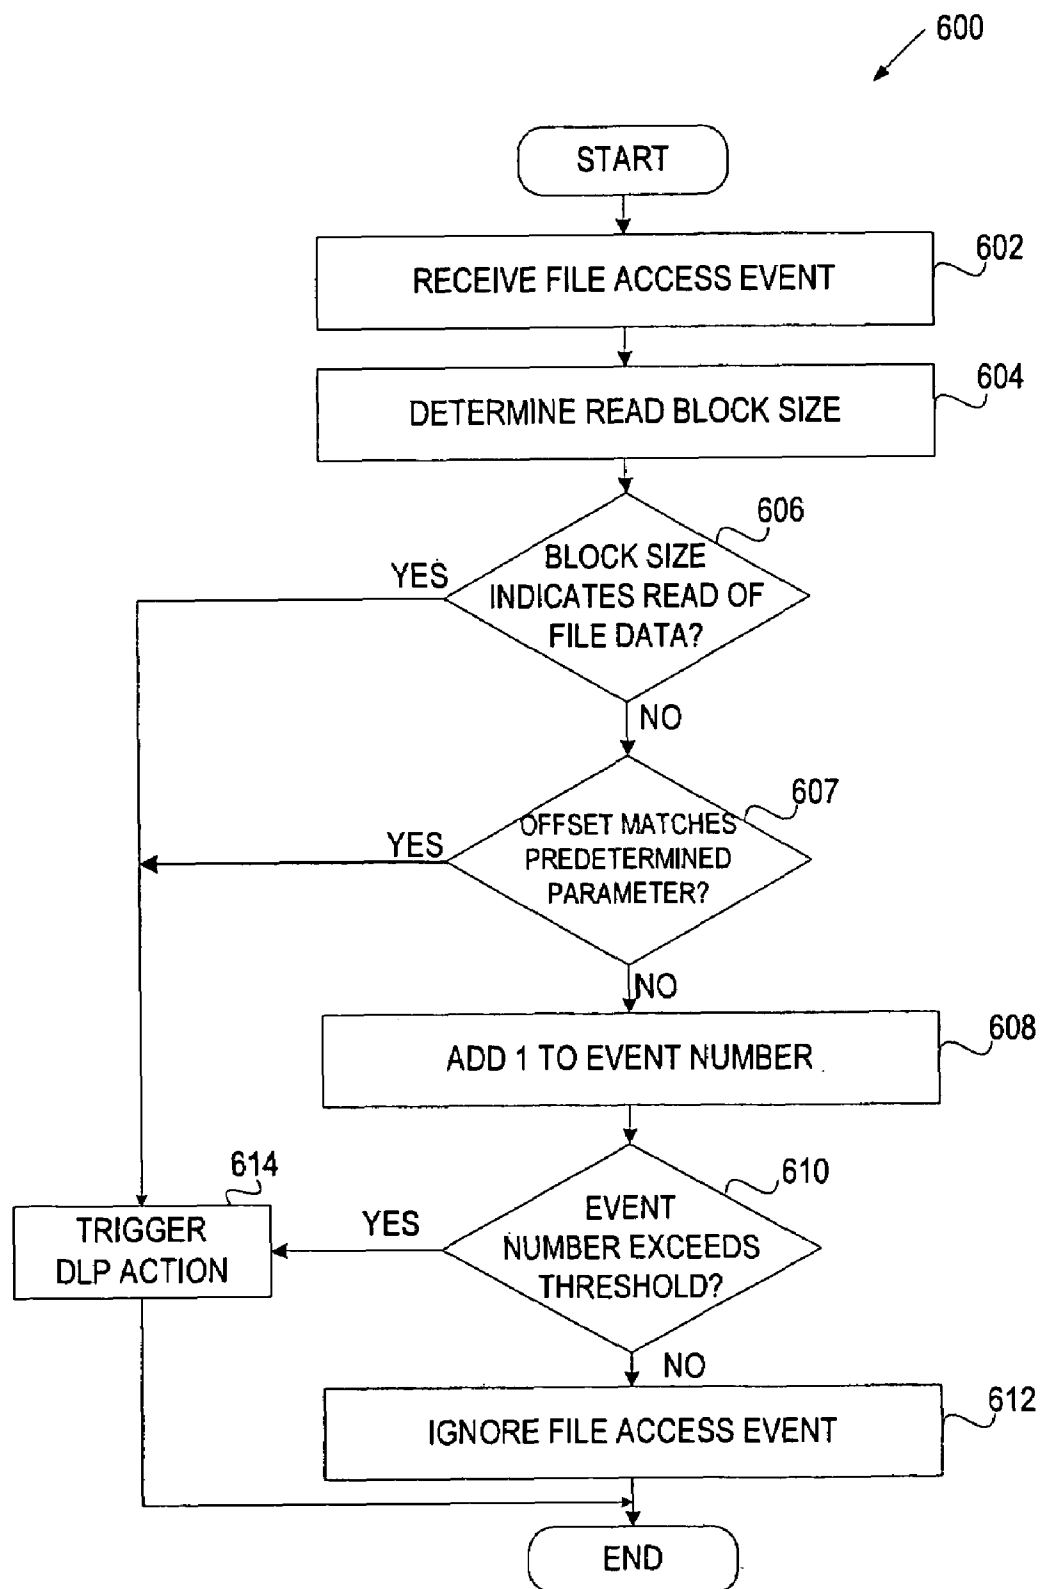 600
START
602
RECEIVE FILE ACCESS EVENT
604
DETERMINE READ BLOCK SIZE
606
BLOCK SIZE
INDICATES READ OF
FILE DATA?
YES
NO
607
OFFSET MATCHES
PREDETERMINED
PARAMETER?
YES
NO
608
ADD 1 TO EVENT NUMBER
610
EVENT
NUMBER EXCEEDS
THRESHOLD?
YES
614
TRIGGER
DLP ACTION
NO
612
IGNORE FILE ACCESS EVENT
END